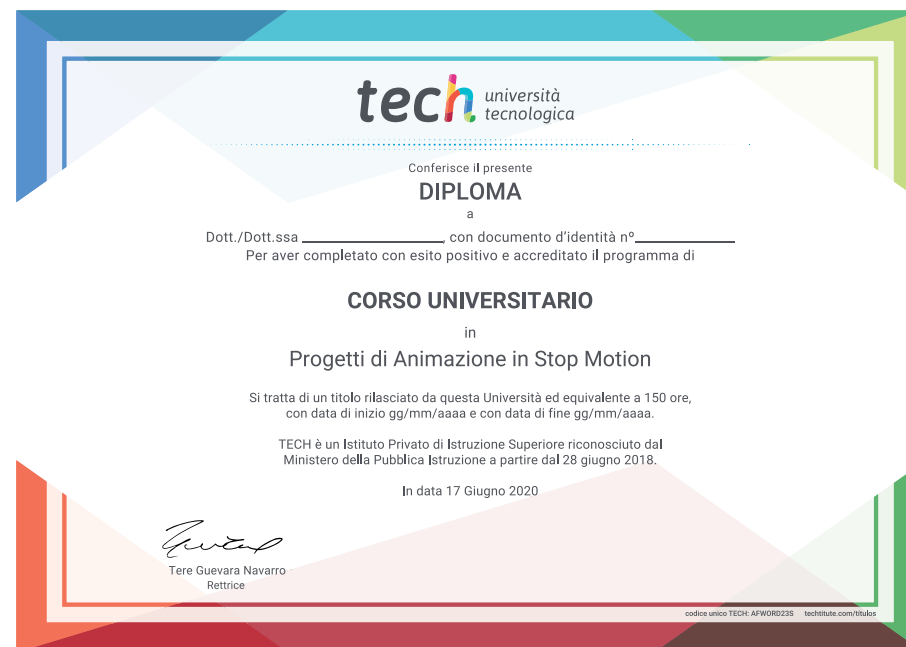 tech università
tecnologica
Conferisce il presente
DIPLOMA
a
Dott./Dott.ssa ____________________, con documento d'identità nº______________
Per aver completato con esito positivo e accreditato il programma di
CORSO UNIVERSITARIO
in
Progetti di Animazione in Stop Motion
Si tratta di un titolo rilasciato da questa Università ed equivalente a 150 ore,
con data di inizio gg/mm/aaaa e con data di fine gg/mm/aaaa.
TECH è un Istituto Privato di Istruzione Superiore riconosciuto dal
Ministero della Pubblica Istruzione a partire dal 28 giugno 2018.
In data 17 Giugno 2020
Tere Guevara Navarro
Rettrice
codice unico TECH: AFWORD23S techtitute.com/titulos